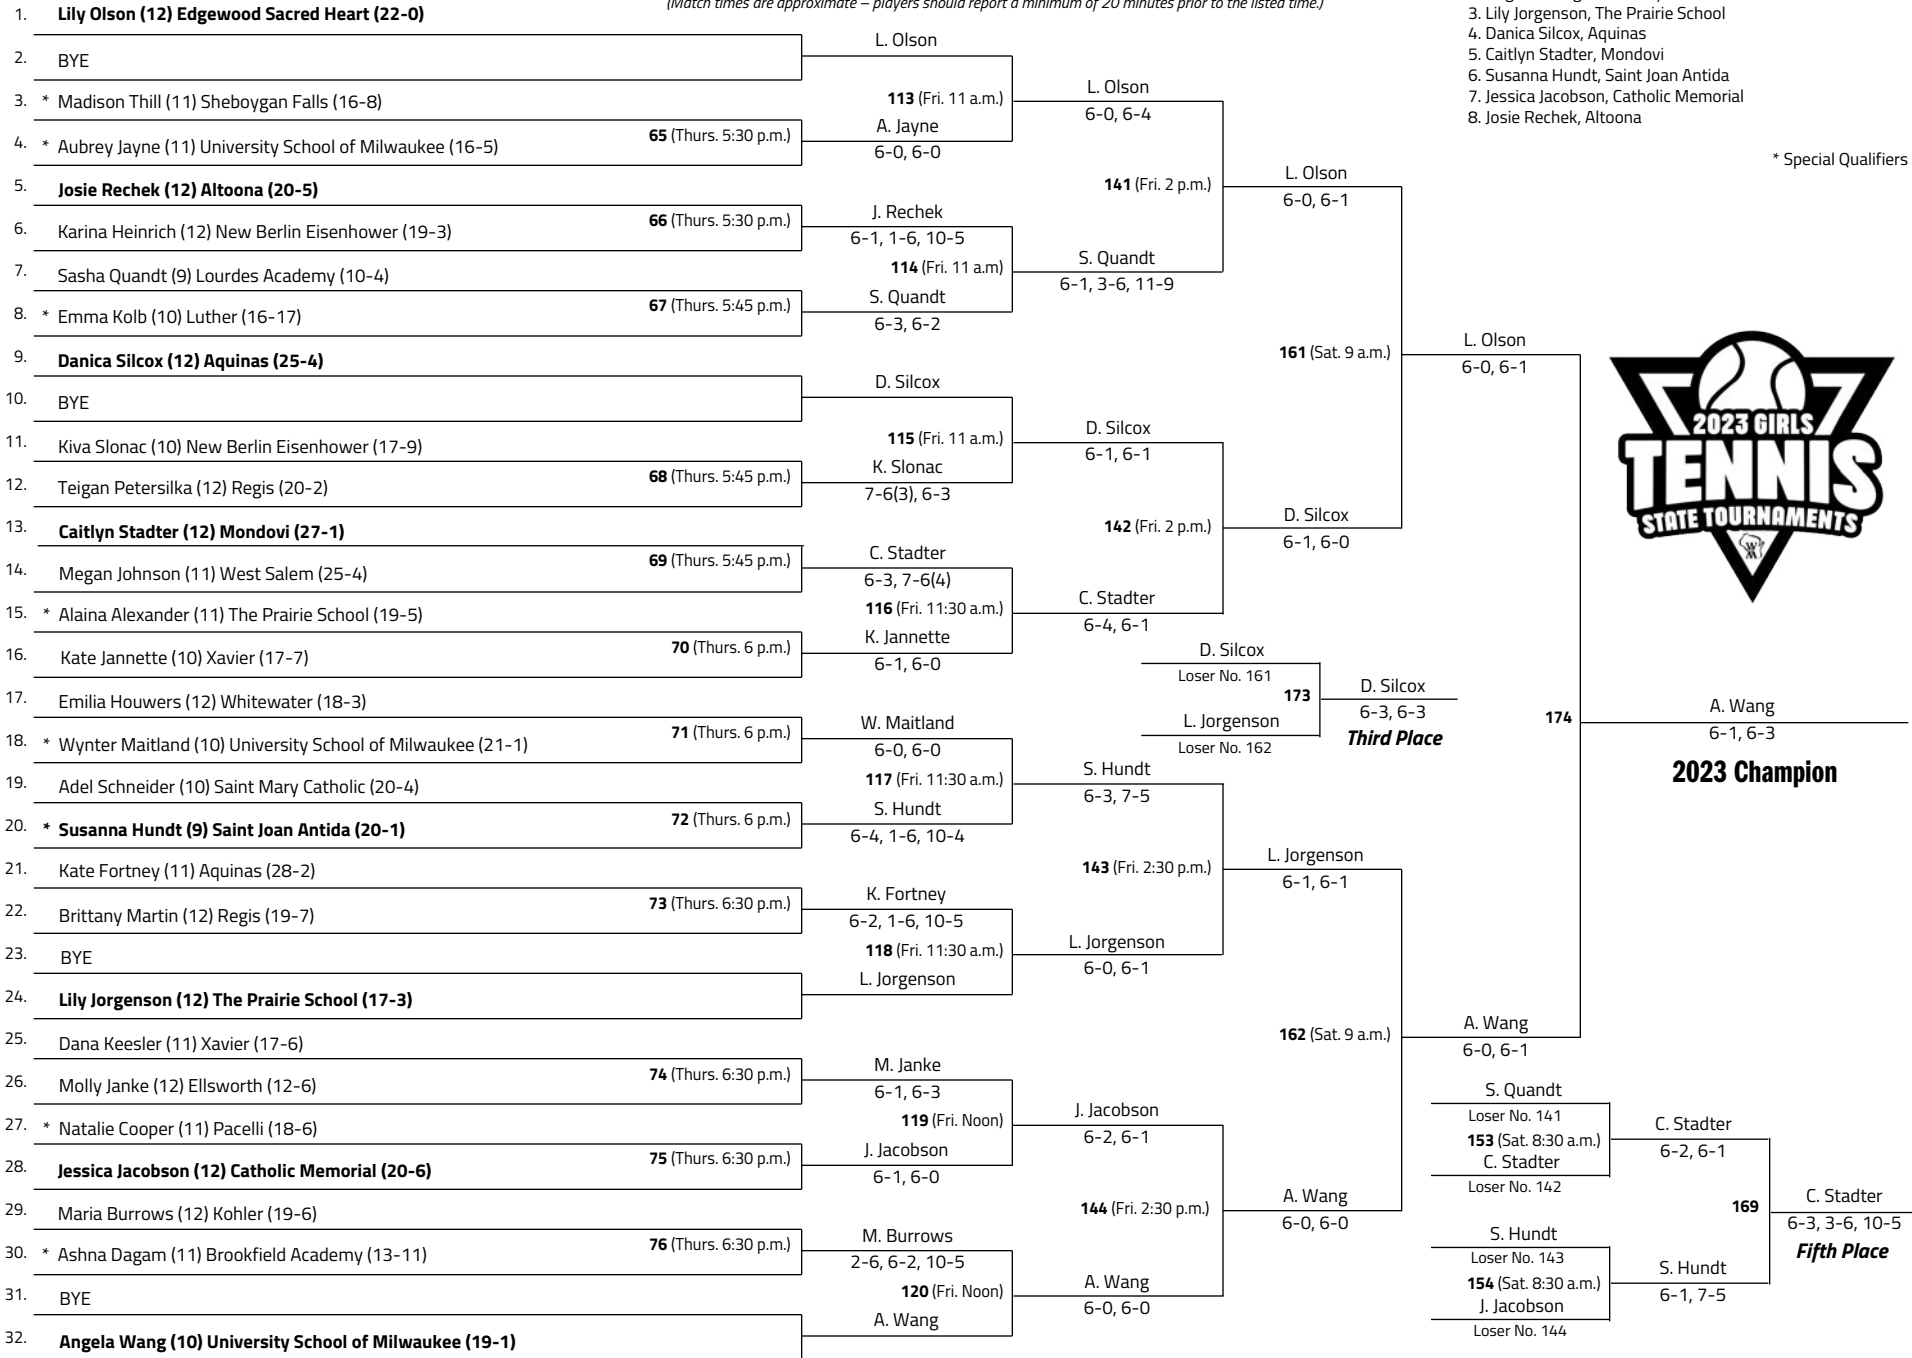 (Match times are approximate – players should report a minimum of 20 minutes prior to the listed time.)
3. Lily Jorgenson, The Prairie School
4. Danica Silcox, Aquinas
5. Caitlyn Stadter, Mondovi
6. Susanna Hundt, Saint Joan Antida
7. Jessica Jacobson, Catholic Memorial
8. Josie Rechek, Altoona
* Special Qualifiers
1. Lily Olson (12) Edgewood Sacred Heart (22-0)
2. BYE
3. * Madison Thill (11) Sheboygan Falls (16-8)
65 (Thurs. 5:30 p.m.)
4. * Aubrey Jayne (11) University School of Milwaukee (16-5)
5. Josie Rechek (12) Altoona (20-5)
66 (Thurs. 5:30 p.m.)
6. Karina Heinrich (12) New Berlin Eisenhower (19-3)
7. Sasha Quandt (9) Lourdes Academy (10-4)
67 (Thurs. 5:45 p.m.)
8. * Emma Kolb (10) Luther (16-17)
9. Danica Silcox (12) Aquinas (25-4)
10. BYE
11. Kiva Slonac (10) New Berlin Eisenhower (17-9)
68 (Thurs. 5:45 p.m.)
12. Teigan Petersilka (12) Regis (20-2)
13. Caitlyn Stadter (12) Mondovi (27-1)
69 (Thurs. 5:45 p.m.)
14. Megan Johnson (11) West Salem (25-4)
15. * Alaina Alexander (11) The Prairie School (19-5)
70 (Thurs. 6 p.m.)
16. Kate Jannette (10) Xavier (17-7)
17. Emilia Houwers (12) Whitewater (18-3)
71 (Thurs. 6 p.m.)
18. * Wynter Maitland (10) University School of Milwaukee (21-1)
19. Adel Schneider (10) Saint Mary Catholic (20-4)
72 (Thurs. 6 p.m.)
20. * Susanna Hundt (9) Saint Joan Antida (20-1)
21. Kate Fortney (11) Aquinas (28-2)
73 (Thurs. 6:30 p.m.)
22. Brittany Martin (12) Regis (19-7)
23. BYE
24. Lily Jorgenson (12) The Prairie School (17-3)
25. Dana Keesler (11) Xavier (17-6)
74 (Thurs. 6:30 p.m.)
26. Molly Janke (12) Ellsworth (12-6)
27. * Natalie Cooper (11) Pacelli (18-6)
75 (Thurs. 6:30 p.m.)
28. Jessica Jacobson (12) Catholic Memorial (20-6)
29. Maria Burrows (12) Kohler (19-6)
76 (Thurs. 6:30 p.m.)
30. * Ashna Dagam (11) Brookfield Academy (13-11)
31. BYE
32. Angela Wang (10) University School of Milwaukee (19-1)
L. Olson
113 (Fri. 11 a.m.)
A. Jayne
6-0, 6-0
J. Rechek
6-1, 1-6, 10-5
114 (Fri. 11 a.m)
S. Quandt
6-3, 6-2
D. Silcox
115 (Fri. 11 a.m.)
K. Slonac
7-6(3), 6-3
C. Stadter
6-3, 7-6(4)
116 (Fri. 11:30 a.m.)
K. Jannette
6-1, 6-0
W. Maitland
6-0, 6-0
117 (Fri. 11:30 a.m.)
S. Hundt
6-4, 1-6, 10-4
K. Fortney
6-2, 1-6, 10-5
118 (Fri. 11:30 a.m.)
L. Jorgenson
M. Janke
6-1, 6-3
119 (Fri. Noon)
J. Jacobson
6-1, 6-0
M. Burrows
2-6, 6-2, 10-5
120 (Fri. Noon)
A. Wang
L. Olson
6-0, 6-4
141 (Fri. 2 p.m.)
S. Quandt
6-1, 3-6, 11-9
D. Silcox
6-1, 6-1
142 (Fri. 2 p.m.)
C. Stadter
6-4, 6-1
S. Hundt
6-3, 7-5
143 (Fri. 2:30 p.m.)
L. Jorgenson
6-0, 6-1
J. Jacobson
6-2, 6-1
144 (Fri. 2:30 p.m.)
A. Wang
6-0, 6-0
L. Olson
6-0, 6-1
161 (Sat. 9 a.m.)
D. Silcox
6-1, 6-0
D. Silcox
Loser No. 161
173
L. Jorgenson
Loser No. 162
D. Silcox
6-3, 6-3
Third Place
L. Jorgenson
6-1, 6-1
162 (Sat. 9 a.m.)
A. Wang
6-0, 6-0
L. Olson
6-0, 6-1
174
A. Wang
6-0, 6-1
2023 GIRLS
TENNIS
STATE TOURNAMENTS
A. Wang
6-1, 6-3
2023 Champion
S. Quandt
Loser No. 141
153 (Sat. 8:30 a.m.)
C. Stadter
Loser No. 142
S. Hundt
Loser No. 143
154 (Sat. 8:30 a.m.)
J. Jacobson
Loser No. 144
C. Stadter
6-2, 6-1
169
S. Hundt
6-1, 7-5
C. Stadter
6-3, 3-6, 10-5
Fifth Place